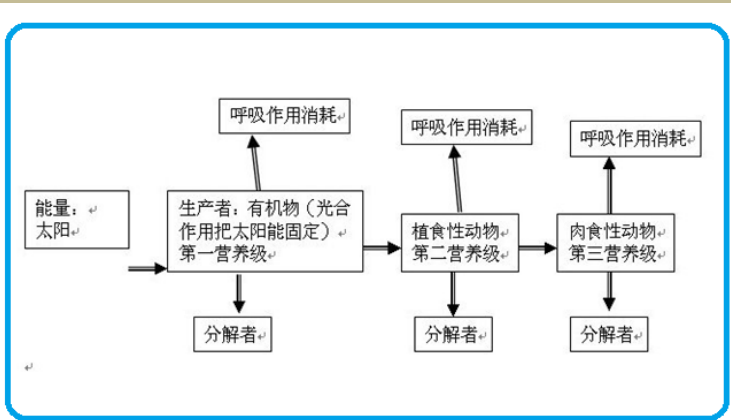 呼吸作用消耗
呼吸作用消耗
呼吸作用消耗
能量：
太阳
生产者：有机物（光合
作用把太阳能固定）
第一营养级
植食性动物
第二营养级
肉食性动物
第三营养级
分解者
分解者
分解者